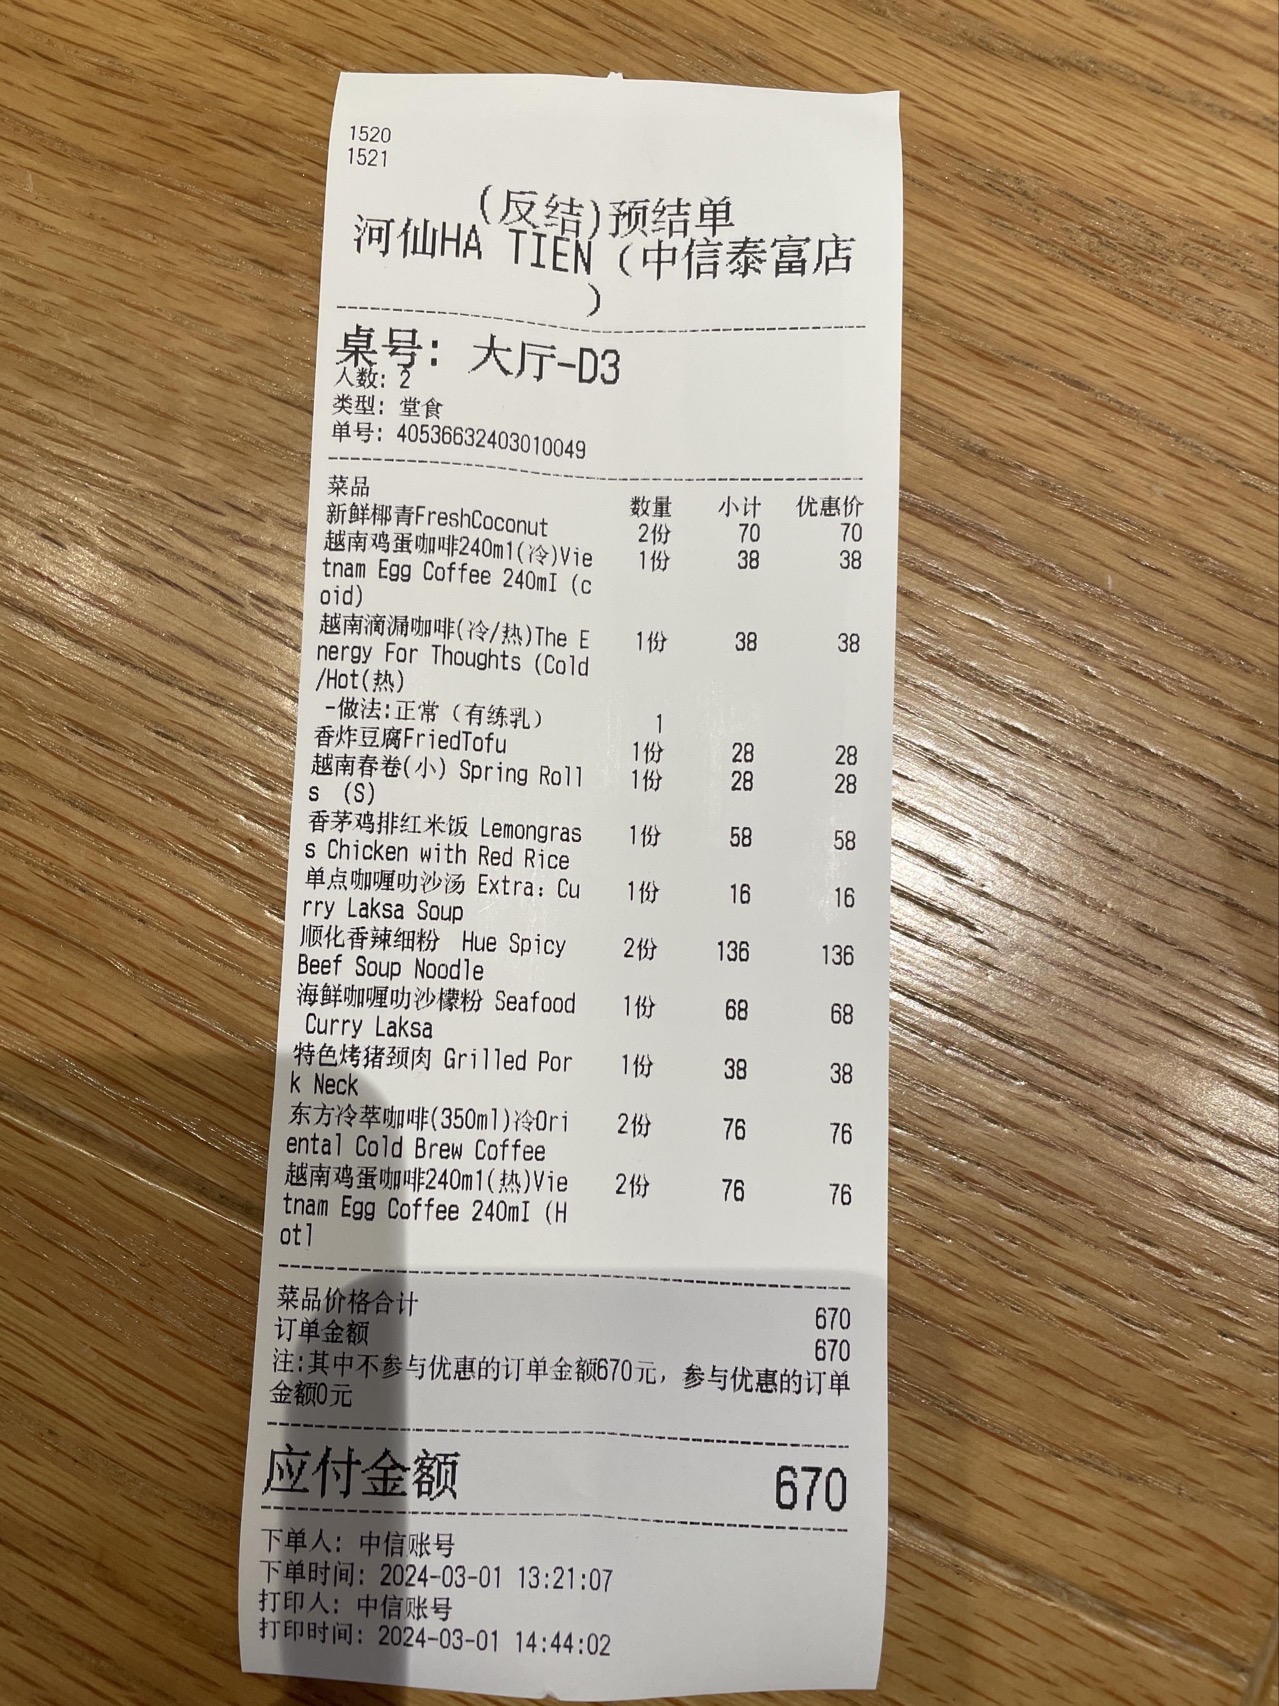 1520
1521
(反结)预结单
河仙HA TIEN（中信泰富店
）
桌号: 大厅-D3
人数: 2
类型: 堂食
单号: 40536632403010049
菜品 数量 小计 优惠价
新鲜椰青FreshCoconut 2份 70 70
越南鸡蛋咖啡240ml(冷)Vie 1份 38 38
tnam Egg Coffee 240mI (c
oid)
越南滴漏咖啡(冷/热)The E 1份 38 38
nergy For Thoughts (Cold
/Hot(热)
-做法:正常（有练乳） 1
香炸豆腐FriedTofu 1份 28 28
越南春卷(小) Spring Roll 1份 28 28
s (S)
香茅鸡排红米饭 Lemongras 1份 58 58
s Chicken with Red Rice
单点咖喱叻沙汤 Extra: Cu 1份 16 16
rry Laksa Soup
顺化香辣细粉 Hue Spicy 2份 136 136
Beef Soup Noodle
海鲜咖喱叻沙檬粉 Seafood 1份 68 68
Curry Laksa
特色烤猪颈肉 Grilled Por 1份 38 38
k Neck
东方冷萃咖啡(350ml)冷Ori 2份 76 76
ental Cold Brew Coffee
越南鸡蛋咖啡240ml(热)Vie 2份 76 76
tnam Egg Coffee 240mI (H
otl
菜品价格合计 670
订单金额 670
注:其中不参与优惠的订单金额670元，参与优惠的订单
金额0元
应付金额 670
下单人: 中信账号
下单时间: 2024-03-01 13:21:07
打印人: 中信账号
打印时间: 2024-03-01 14:44:02